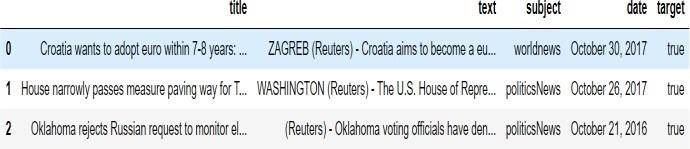 title text subject date target
0 Croatia wants to adopt euro within 7-8 years: ... ZAGREB (Reuters) - Croatia aims to become a eu... worldnews October 30, 2017 true
1 House narrowly passes measure paving way for T... WASHINGTON (Reuters) - The U.S. House of Repre... politicsNews October 26, 2017 true
2 Oklahoma rejects Russian request to monitor el... (Reuters) - Oklahoma voting officials have den... politicsNews October 21, 2016 true